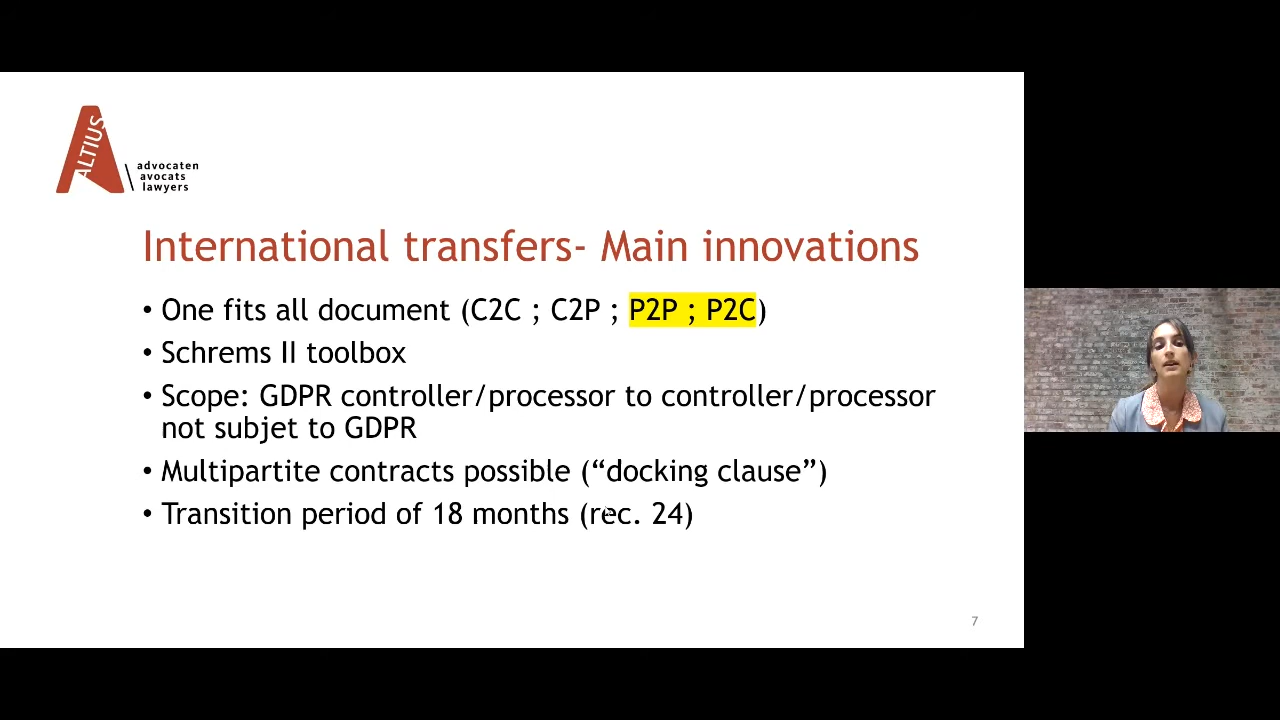 ALTIUS
advocaten
avocats
lawyers
International transfers- Main innovations
• One fits all document (C2C ; C2P ; P2P ; P2C)
• Schrems II toolbox
• Scope: GDPR controller/processor to controller/processor
not subjet to GDPR
• Multipartite contracts possible (“docking clause”)
• Transition period of 18 months (rec. 24)
7